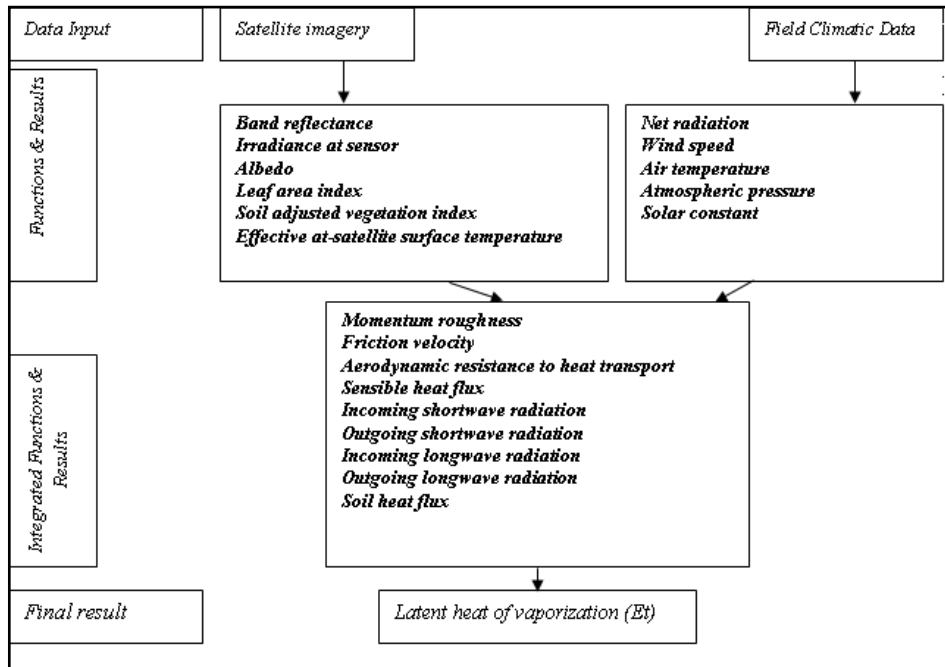 Data Input
Satellite imagery
Field Climatic Data
Functions & Results
Band reflectance
Irradiance at sensor
Albedo
Leaf area index
Soil adjusted vegetation index
Effective at-satellite surface temperature
Net radiation
Wind speed
Air temperature
Atmospheric pressure
Solar constant
Integrated Functions &
Results
Momentum roughness
Friction velocity
Aerodynamic resistance to heat transport
Sensible heat flux
Incoming shortwave radiation
Outgoing shortwave radiation
Incoming longwave radiation
Outgoing longwave radiation
Soil heat flux
Final result
Latent heat of vaporization (Et)